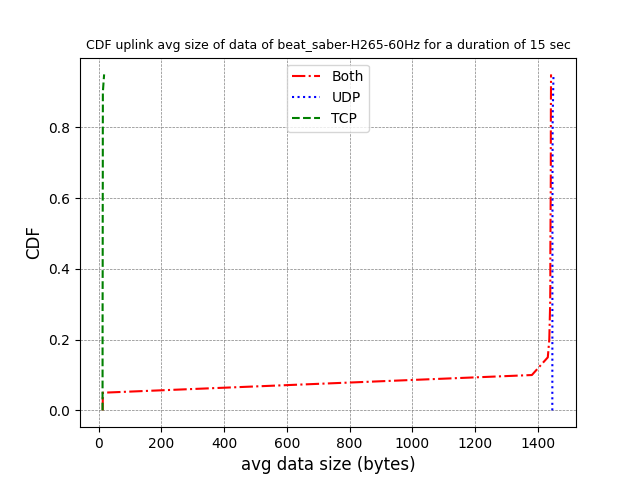 CDF uplink avg size of data of beat_saber-H265-60Hz for a duration of 15 sec
Both
UDP
TCP
CDF
0.8
0.6
0.4
0.2
0.0
0 200 400 600 800 1000 1200 1400
avg data size (bytes)